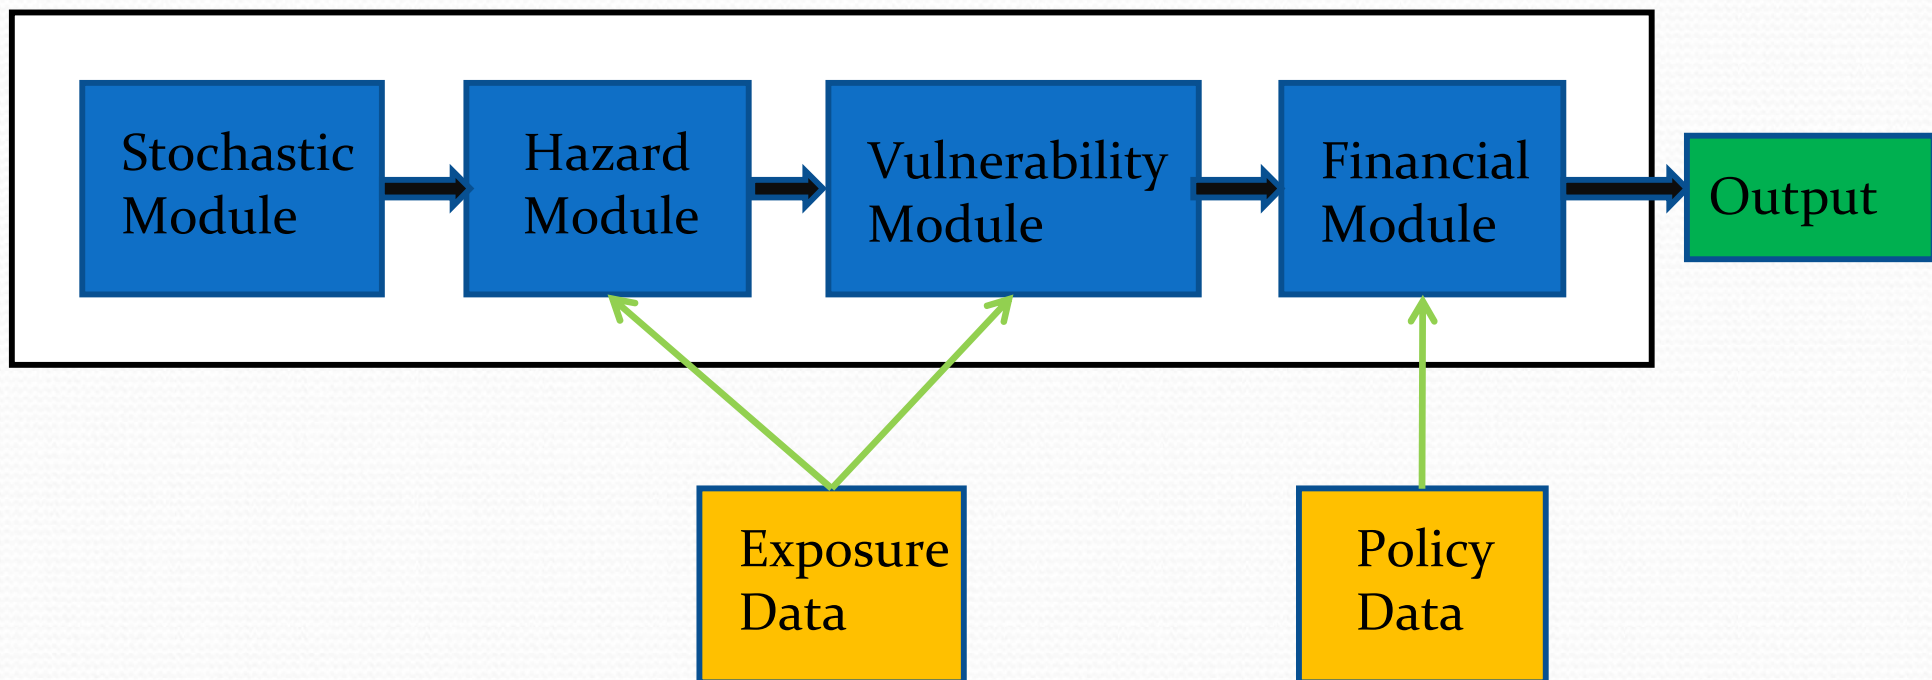 Stochastic
Module
Hazard
Module
Vulnerability
Module
Financial
Module
Output
Exposure
Data
Policy
Data